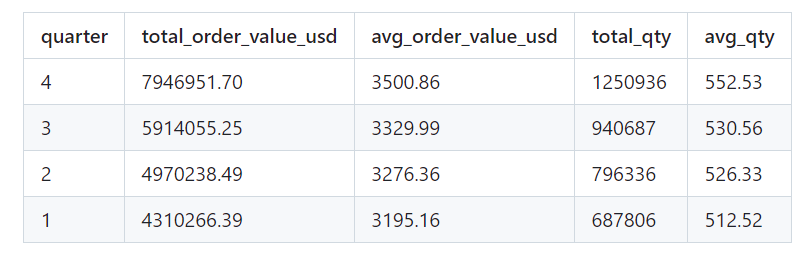 quarter total_order_value_usd avg_order_value_usd total_qty avg_qty
4 7946951.70 3500.86 1250936 552.53
3 5914055.25 3329.99 940687 530.56
2 4970238.49 3276.36 796336 526.33
1 4310266.39 3195.16 687806 512.52